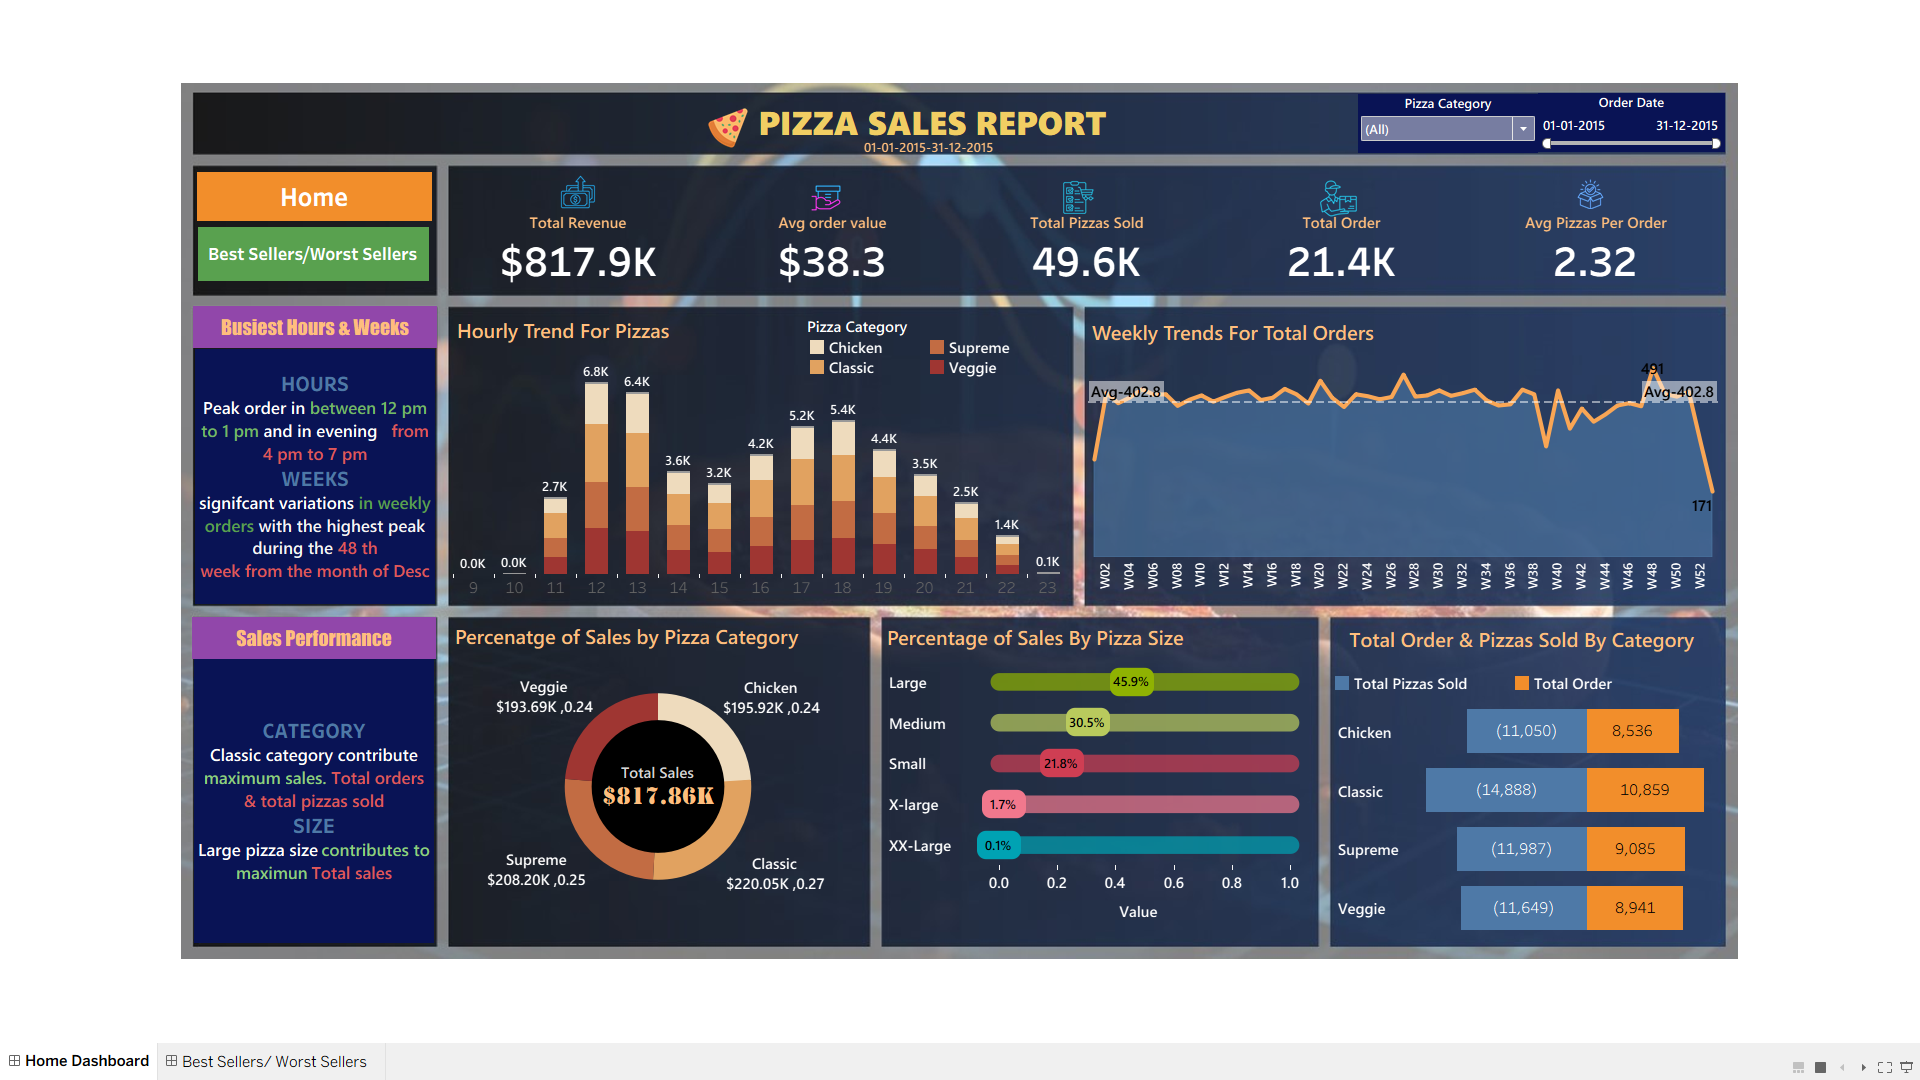 PIZZA SALES REPORT
01-01-2015-31-12-2015
Pizza Category
(All)
Order Date
01-01-2015 31-12-2015
Home
Best Sellers/Worst Sellers
Total Revenue
$817.9K
Avg order value
$38.3
Total Pizzas Sold
49.6K
Total Order
21.4K
Avg Pizzas Per Order
2.32
Busiest Hours & Weeks
HOURS
Peak order in between 12 pm
to 1 pm and in evening from
4 pm to 7 pm
WEEKS
signifcant variations in weekly
orders with the highest peak
during the 48 th
week from the month of Desc
Hourly Trend For Pizzas
Pizza Category
Chicken Supreme
Classic Veggie
0.0K 0.0K 2.7K 6.8K 6.4K 3.6K 3.2K 4.2K 5.2K 5.4K 4.4K 3.5K 2.5K 1.4K 0.1K
9 10 11 12 13 14 15 16 17 18 19 20 21 22 23
Weekly Trends For Total Orders
491
Avg-402.8 Avg-402.8
171
W02 W04 W06 W08 W10 W12 W14 W16 W18 W20 W22 W24 W26 W28 W30 W32 W34 W36 W38 W40 W42 W44 W46 W48 W50 W52
Sales Performance
CATEGORY
Classic category contribute
maximum sales. Total orders
& total pizzas sold
SIZE
Large pizza size contributes to
maximun Total sales
Percenatge of Sales by Pizza Category
Veggie
$193.69K ,0.24
Chicken
$195.92K ,0.24
Total Sales
$817.86K
Supreme
$208.20K ,0.25
Classic
$220.05K ,0.27
Percentage of Sales By Pizza Size
Large 45.9%
Medium 30.5%
Small 21.8%
X-large 1.7%
XX-Large 0.1%
0.0 0.2 0.4 0.6 0.8 1.0
Value
Total Order & Pizzas Sold By Category
Total Pizzas Sold Total Order
Chicken (11,050) 8,536
Classic (14,888) 10,859
Supreme (11,987) 9,085
Veggie (11,649) 8,941
Home Dashboard Best Sellers/ Worst Sellers